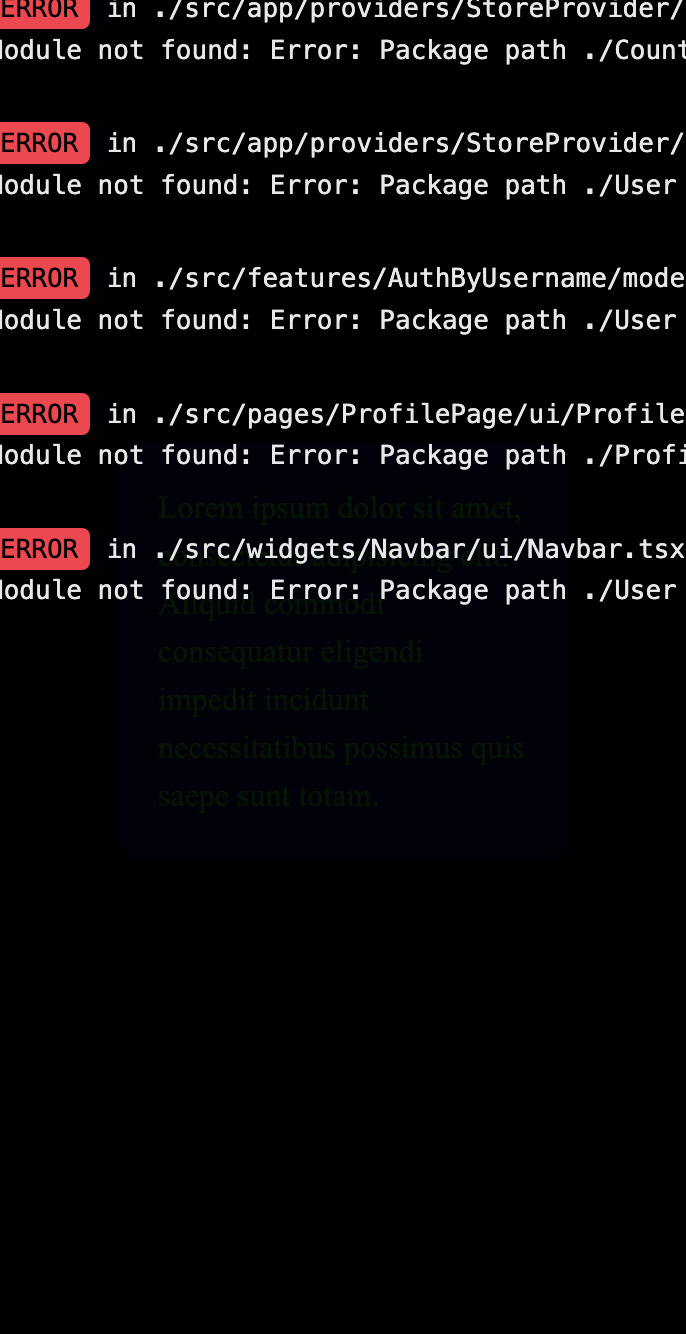 ERROR in ./src/app/providers/StoreProvider/
Module not found: Error: Package path ./Count
ERROR in ./src/app/providers/StoreProvider/
Module not found: Error: Package path ./User
ERROR in ./src/features/AuthByUsername/mode
Module not found: Error: Package path ./User
ERROR in ./src/pages/ProfilePage/ui/Profile
Module not found: Error: Package path ./Profi
Lorem ipsum dolor sit amet,
ERROR in ./src/widgets/Navbar/ui/Navbar.tsx
consectetur adipisicing elit.
Module not found: Error: Package path ./User
Aliquid commodi
consequatur eligendi
impedit incidunt
necessitatibus possimus quis
saepe sunt totam.